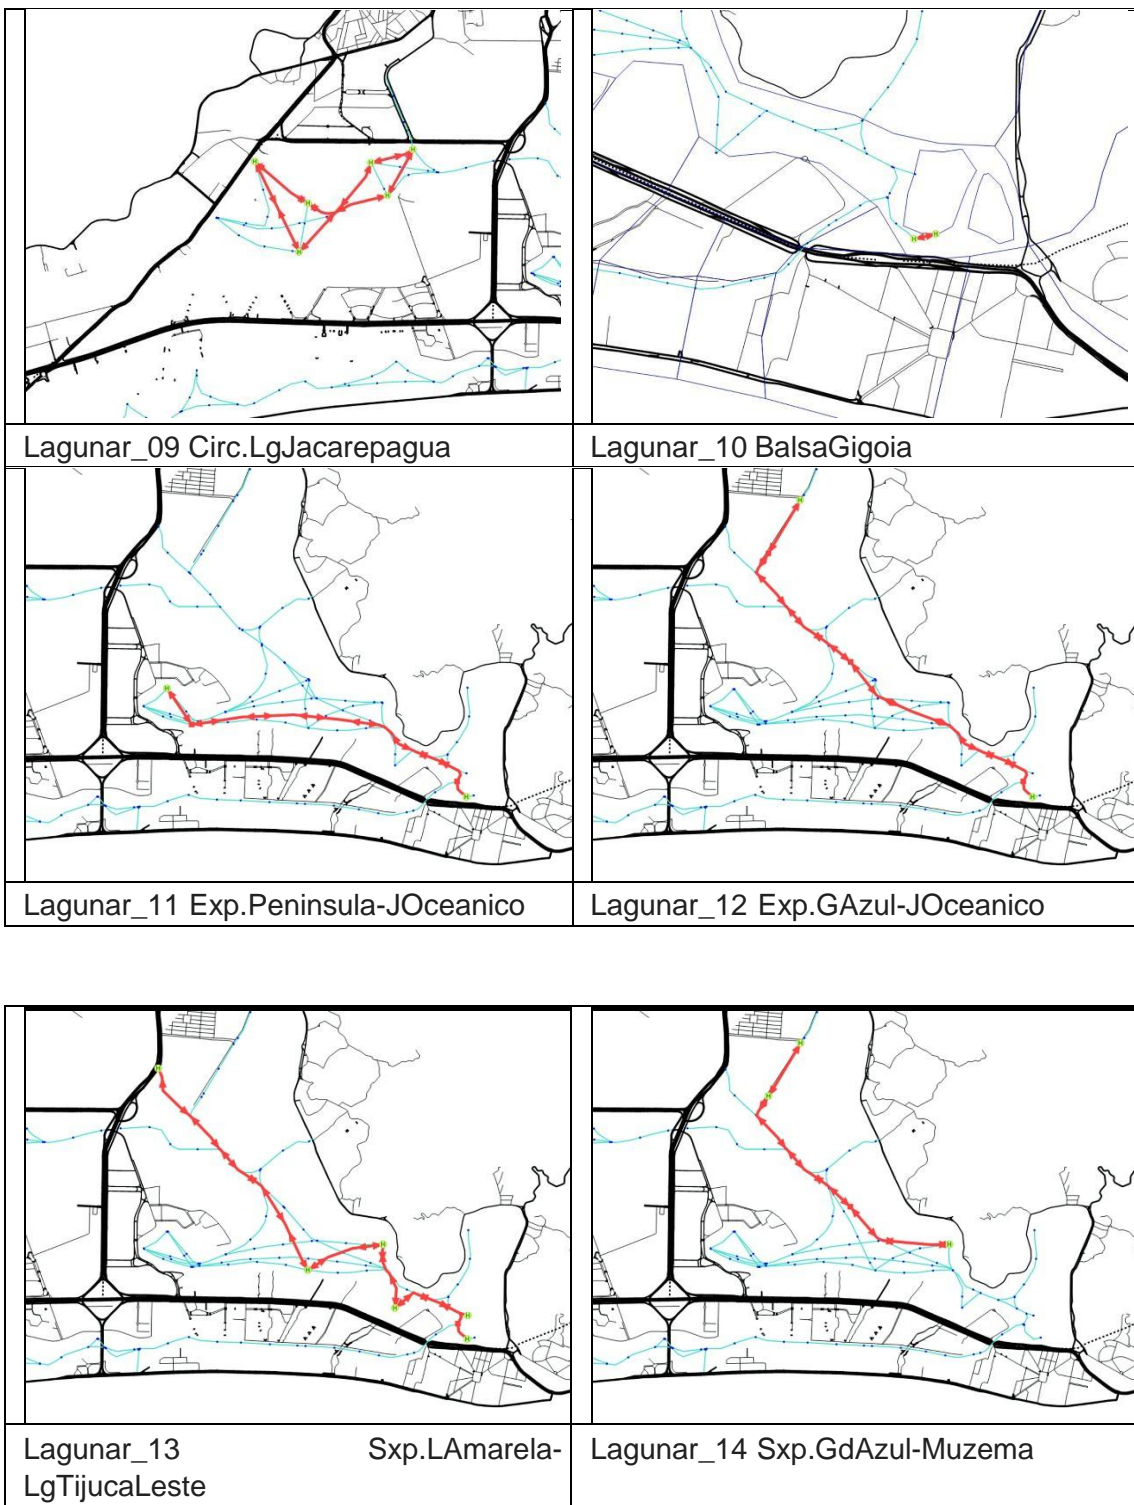 Lagunar_09 Circ.LgJacarepagua
Lagunar_10 BalsaGigoia
Lagunar_11 Exp.Peninsula-JOceanico
Lagunar_12 Exp.GAzul-JOceanico
Lagunar_13 Sxp.LAmarela-
LgTijucaLeste
Lagunar_14 Sxp.GdAzul-Muzema